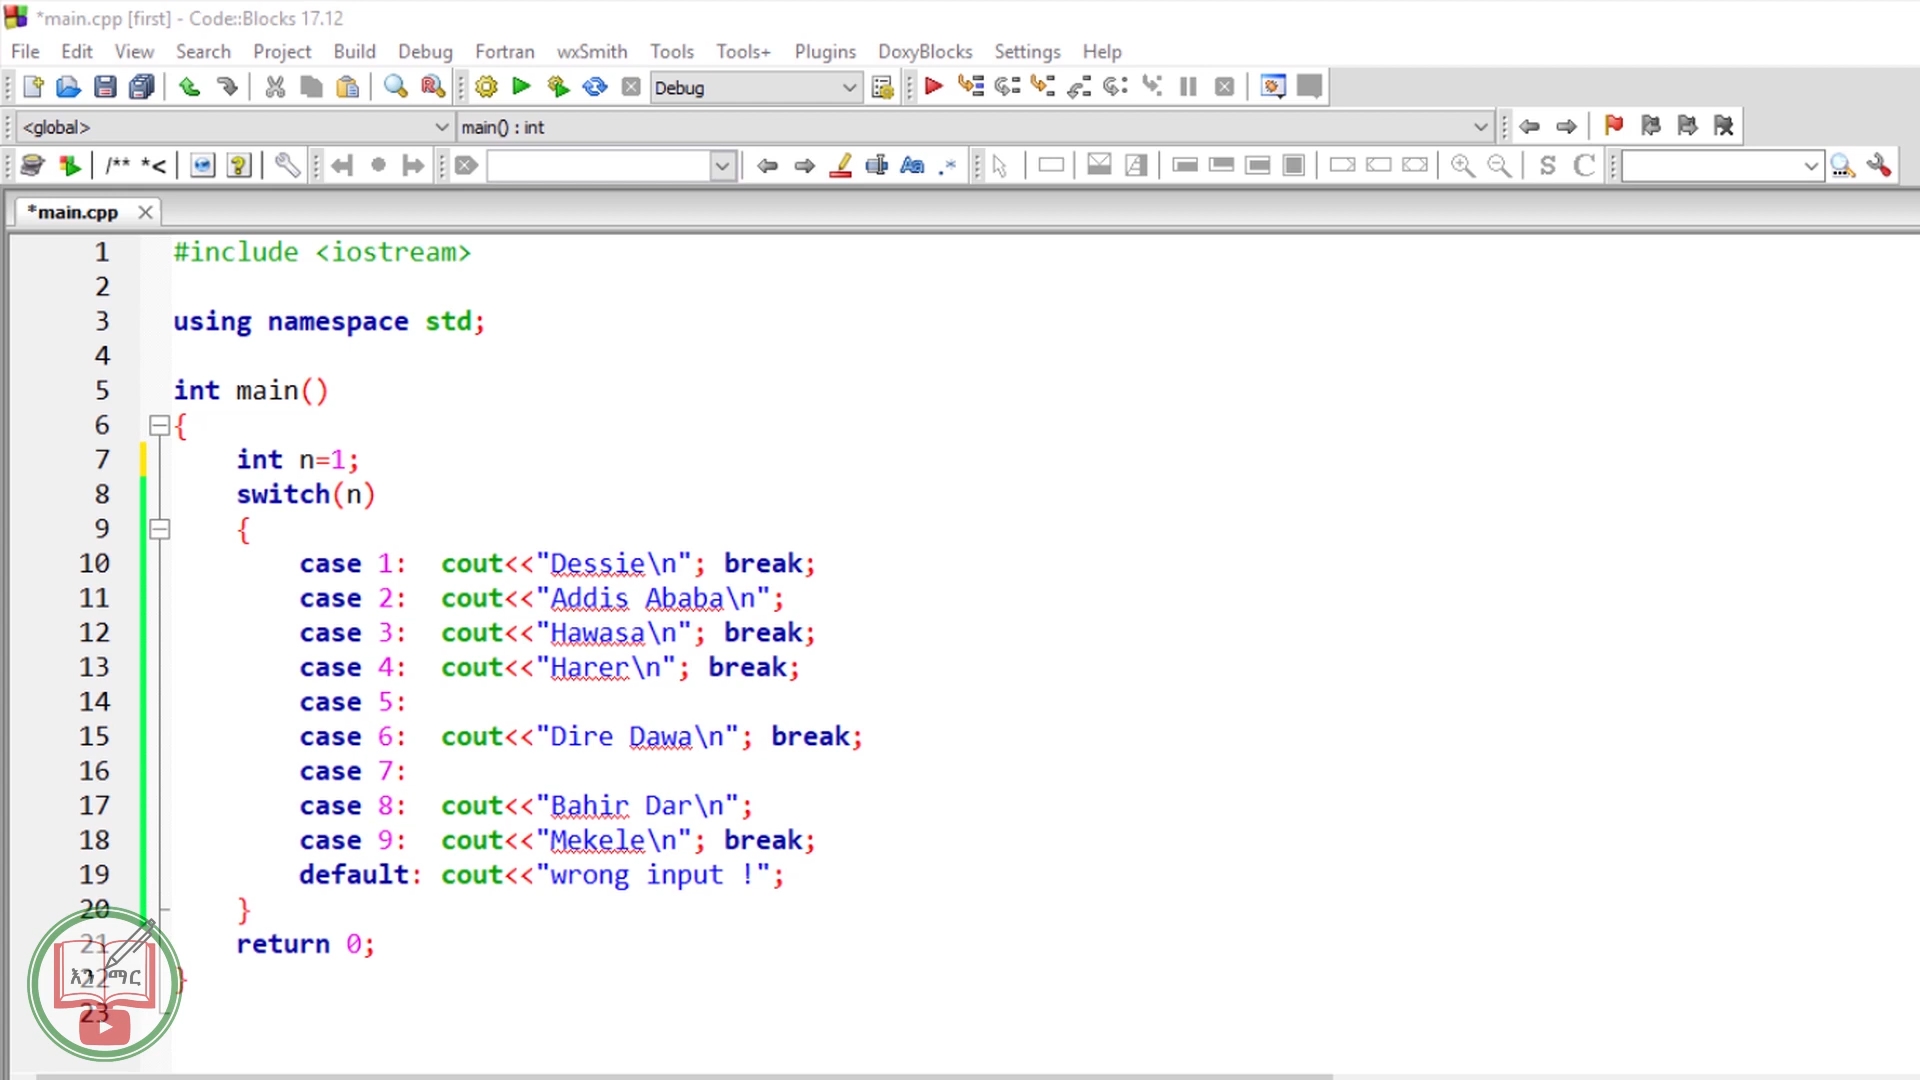 *main.cpp [first] - Code::Blocks 17.12
File Edit View Search Project Build Debug Fortran wxSmith Tools Tools+ Plugins DoxyBlocks Settings Help
Debug
<global> main() : int
/** *< Aa .* S C
*main.cpp
1 #include <iostream>
2
3 using namespace std;
4
5 int main()
6 {
7 int n=1;
8 switch(n)
9 {
10 case 1: cout<<"Dessie\n"; break;
11 case 2: cout<<"Addis Ababa\n";
12 case 3: cout<<"Hawasa\n"; break;
13 case 4: cout<<"Harer\n"; break;
14 case 5:
15 case 6: cout<<"Dire Dawa\n"; break;
16 case 7:
17 case 8: cout<<"Bahir Dar\n";
18 case 9: cout<<"Mekele\n"; break;
19 default: cout<<"wrong input !";
20 }
21 return 0;
22 }
23